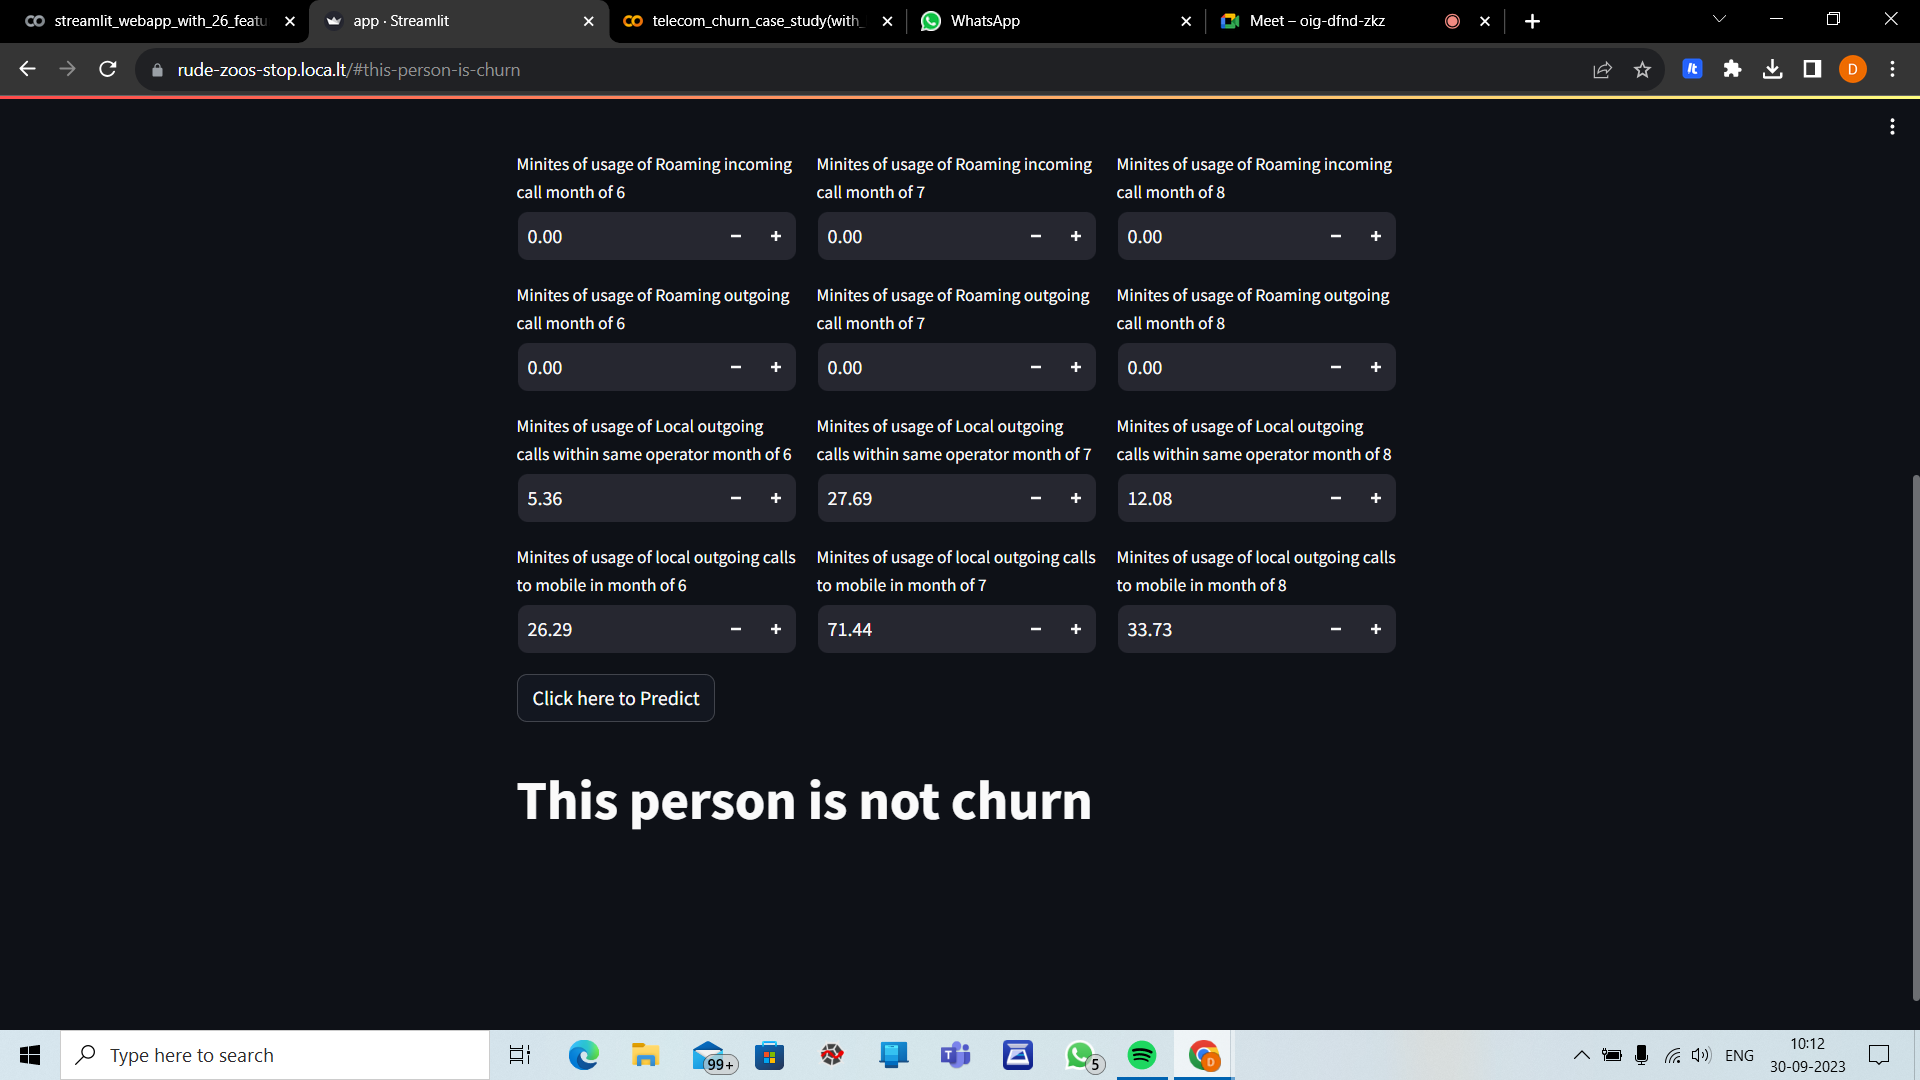 streamlit_webapp_with_26_featu
app · Streamlit
telecom_churn_case_study(with_
WhatsApp
Meet – oig-dfnd-zkz
rude-zoos-stop.loca.lt/#this-person-is-churn
D
Minites of usage of Roaming incoming call month of 6
Minites of usage of Roaming incoming call month of 7
Minites of usage of Roaming incoming call month of 8
0.00
0.00
0.00
Minites of usage of Roaming outgoing call month of 6
Minites of usage of Roaming outgoing call month of 7
Minites of usage of Roaming outgoing call month of 8
0.00
0.00
0.00
Minites of usage of Local outgoing calls within same operator month of 6
Minites of usage of Local outgoing calls within same operator month of 7
Minites of usage of Local outgoing calls within same operator month of 8
5.36
27.69
12.08
Minites of usage of local outgoing calls to mobile in month of 6
Minites of usage of local outgoing calls to mobile in month of 7
Minites of usage of local outgoing calls to mobile in month of 8
26.29
71.44
33.73
Click here to Predict
This person is not churn
Type here to search
99+
5
D
ENG
10:12
30-09-2023